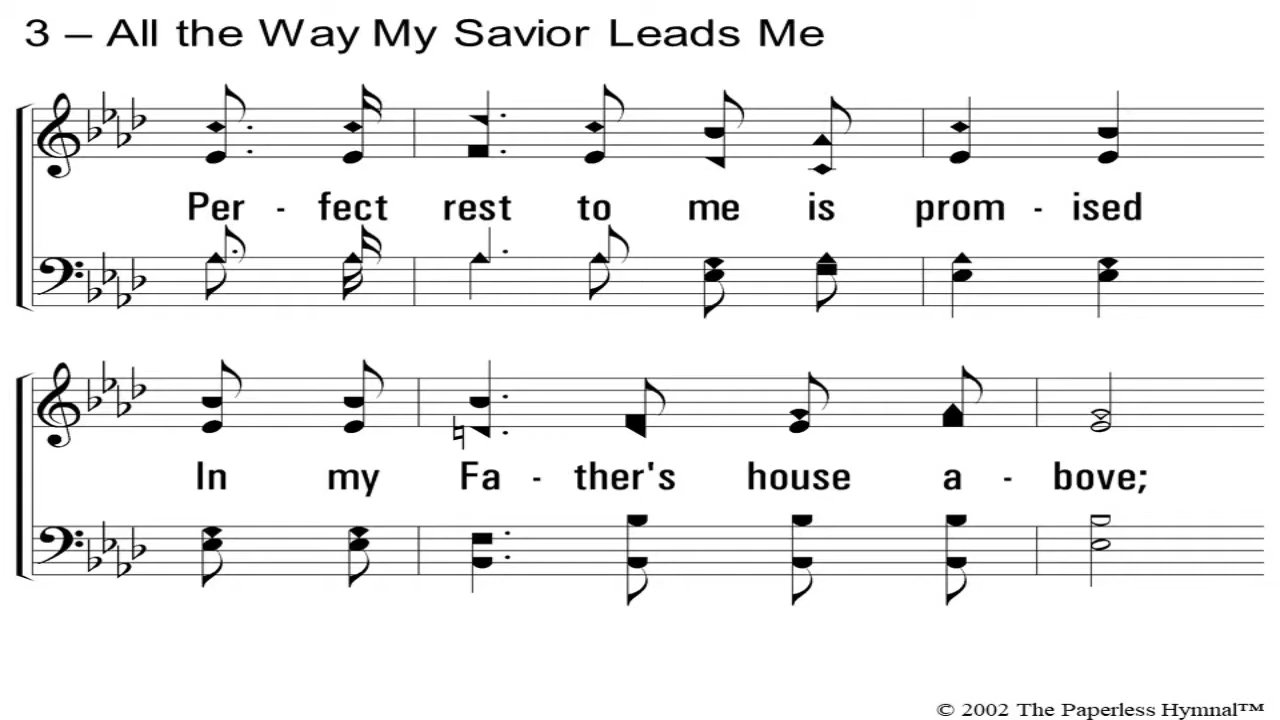 3 – All the Way My Savior Leads Me
Per - fect rest to me is prom - ised
In my Fa - ther's house a - bove;
© 2002 The Paperless Hymnal™